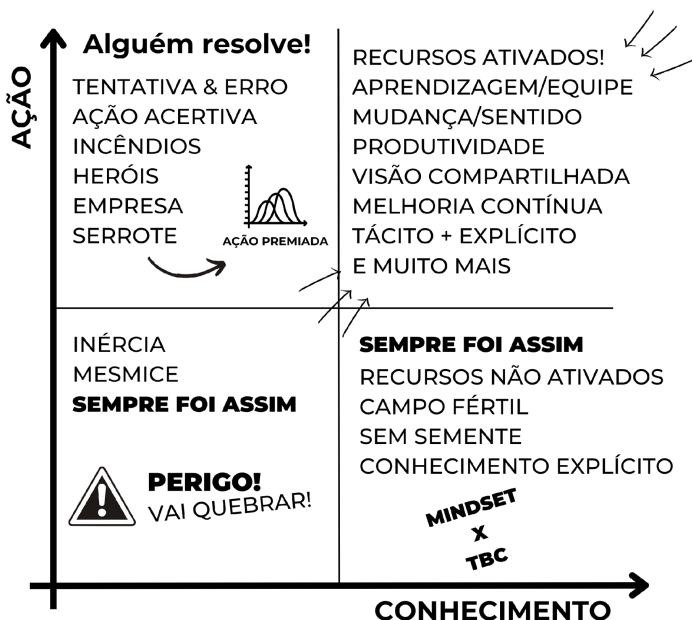 AÇÃO
Alguém resolve!
TENTATIVA & ERRO
AÇÃO ACERTIVA
INCÊNDIOS
HERÓIS
EMPRESA
SERROTE
AÇÃO PREMIADA
RECURSOS ATIVADOS!
APRENDIZAGEM/EQUIPE
MUDANÇA/SENTIDO
PRODUTIVIDADE
VISÃO COMPARTILHADA
MELHORIA CONTÍNUA
TÁCITO + EXPLÍCITO
E MUITO MAIS
INÉRCIA
MESMICE
SEMPRE FOI ASSIM
PERIGO!
VAI QUEBRAR!
SEMPRE FOI ASSIM
RECURSOS NÃO ATIVADOS
CAMPO FÉRTIL
SEM SEMENTE
CONHECIMENTO EXPLÍCITO
MINDSET
X
TBC
CONHECIMENTO